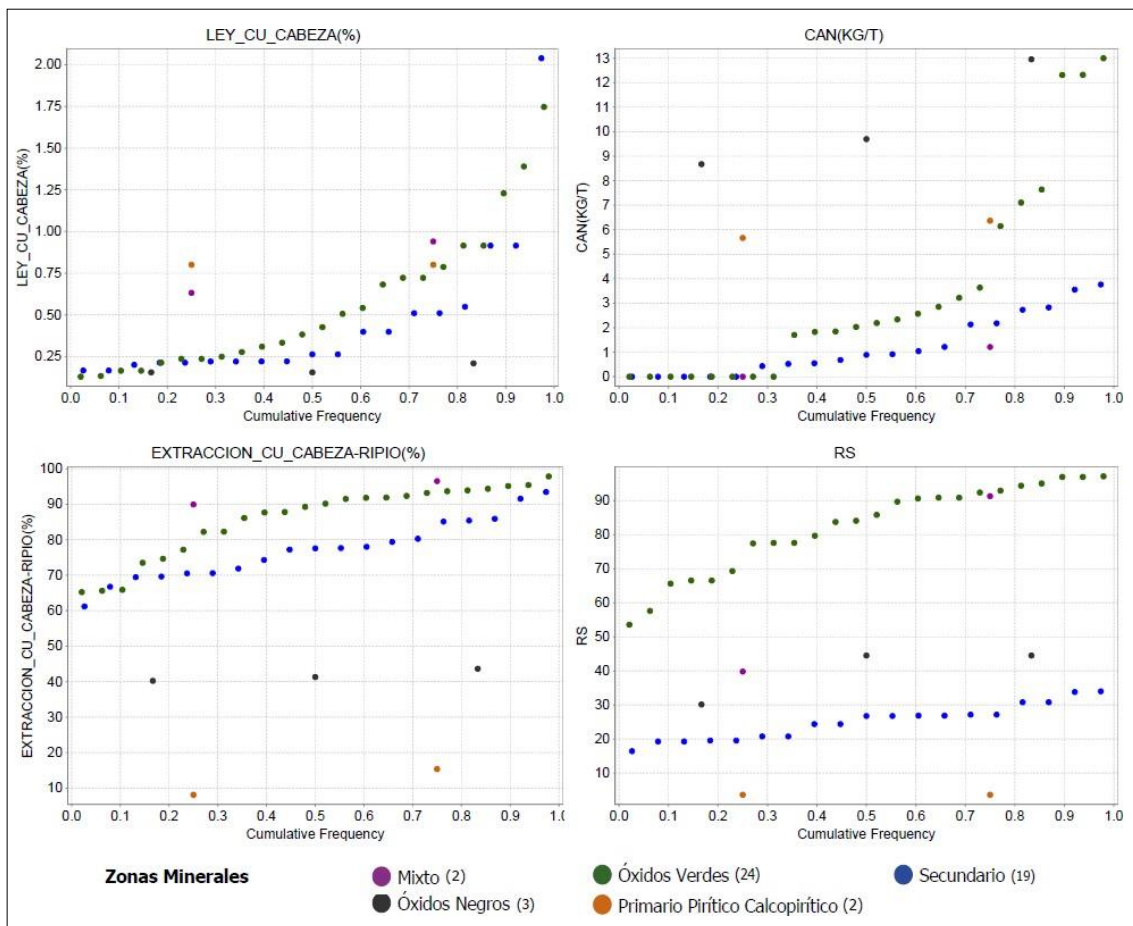 LEY_CU_CABEZA(%)
LEY_CU_CABEZA(%)
2.00
1.75
1.50
1.25
1.00
0.75
0.50
0.25
0.0 0.1 0.2 0.3 0.4 0.5 0.6 0.7 0.8 0.9 1.0
Cumulative Frequency
CAN(KG/T)
CAN(KG/T)
13
12
11
10
9
8
7
6
5
4
3
2
1
0
0.0 0.1 0.2 0.3 0.4 0.5 0.6 0.7 0.8 0.9 1.0
Cumulative Frequency
EXTRACCION_CU_CABEZA-RIPIO(%)
EXTRACCION_CU_CABEZA-RIPIO(%)
100
90
80
70
60
50
40
30
20
10
0.0 0.1 0.2 0.3 0.4 0.5 0.6 0.7 0.8 0.9 1.0
Cumulative Frequency
RS
RS
90
80
70
60
50
40
30
20
10
0.0 0.1 0.2 0.3 0.4 0.5 0.6 0.7 0.8 0.9 1.0
Cumulative Frequency
Zonas Minerales
Mixto (2)
Óxidos Verdes (24)
Secundario (19)
Óxidos Negros (3)
Primario Pirítico Calcopirítico (2)